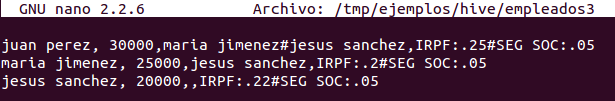 GNU nano 2.2.6 Archivo: /tmp/ejemplos/hive/empleados3
juan perez, 30000,maria jimenez#jesus sanchez,IRPF:.25#SEG SOC:.05
maria jimenez, 25000,jesus sanchez,IRPF:.2#SEG SOC:.05
jesus sanchez, 20000,,IRPF:.22#SEG SOC:.05